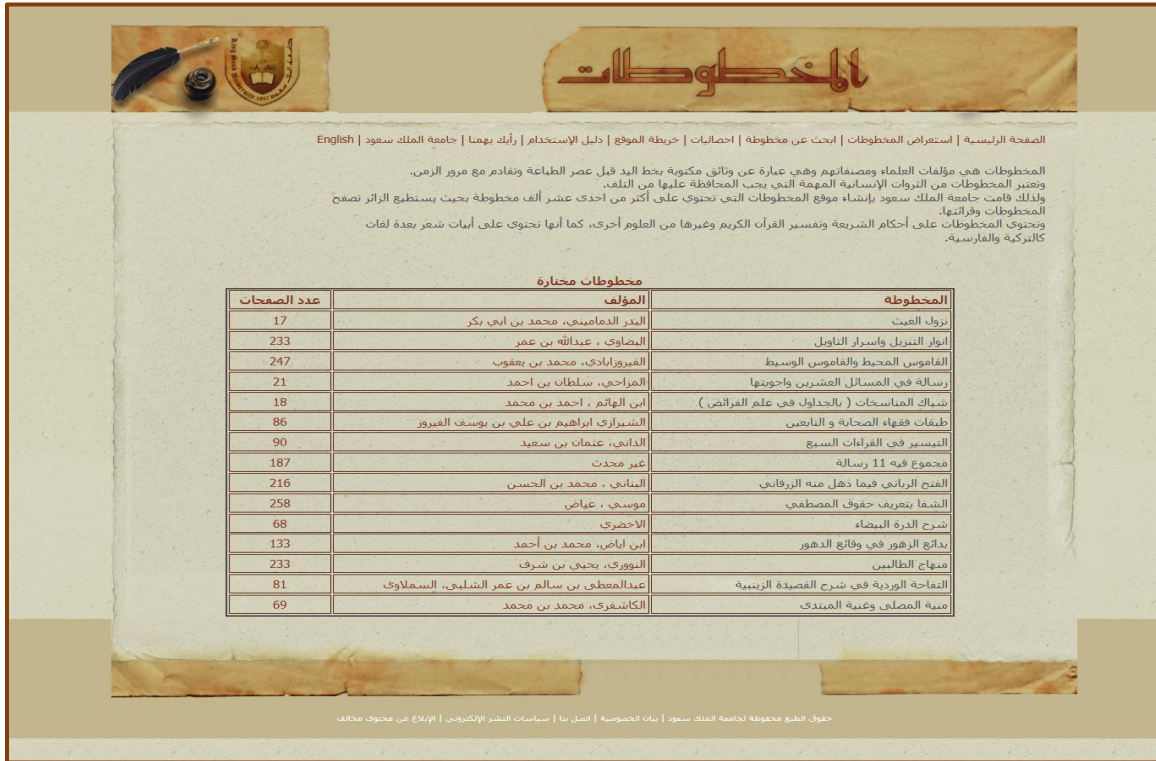 المخطوطات
الصفحة الرئيسية | استعراض المخطوطات | ابحث عن مخطوطة | احصائيات | خريطة الموقع | دليل الإستخدام | رأيك يهمنا | جامعة الملك سعود | English
المخطوطات هي مؤلفات العلماء ومصنفاتهم وهي عبارة عن وثائق مكتوبة بخط اليد قبل عصر الطباعة وتقادم مع مرور الزمن.
وتعتبر المخطوطات من الثروات الإنسانية المهمة التي يجب المحافظة عليها من التلف.
ولذلك قامت جامعة الملك سعود بإنشاء موقع المخطوطات التي تحتوي على أكثر من احدى عشر ألف مخطوطة بحيث يستطيع الزائر تصفح
المخطوطات وقرائتها.
وتحتوي المخطوطات على أحكام الشريعة وتفسير القرآن الكريم وغيرها من العلوم أخرى، كما أنها تحتوي على أبيات شعر بعدة لغات
كالتركية والفارسية.
مخطوطات مختارة
المخطوطة المؤلف عدد الصفحات
نزول الغيث البدر الدماميني، محمد بن ابي بكر 17
انوار التنزيل واسرار التاويل البضاوي ، عبدالله بن عمر 233
القاموس المحيط والقاموس الوسيط الفيروزابادي، محمد بن يعقوب 247
رسالة في المسائل العشرين واجوبتها المزاحي، سلطان بن احمد 21
شباك المناسخات ( بالجداول في علم الفرائض ) ابن الهائم ، احمد بن محمد 18
طبقات فقهاء الصحابة و التابعين الشيرازي ابراهيم بن علي بن يوسف الفيروز 86
التيسير في القراءات السبع الداني، عثمان بن سعيد 90
مجموع فيه 11 رسالة غير محدث 187
الفتح الرباني فيما ذهل منه الزرقاني البناني ، محمد بن الحسن 216
الشفا بتعريف حقوق المصطفي موسي ، عياض 258
شرح الدرة البيضاء الاخضري 68
بدائع الزهور في وقائع الدهور ابن اياض، محمد بن أحمد 133
منهاج الطالبين النووري، يحيي بن شرف 233
التفاحة الوردية في شرح القصيدة الزينبية عبدالمعطى بن سالم بن عمر الشلبى، السملاوى 81
منية المصلى وغنية المبتدى الكاشغرى، محمد بن محمد 69
حقوق الطبع محفوظة لجامعة الملك سعود | بيان الخصوصية | اتصل بنا | سياسات النشر الإلكتروني | الإبلاغ عن محتوى مخالف